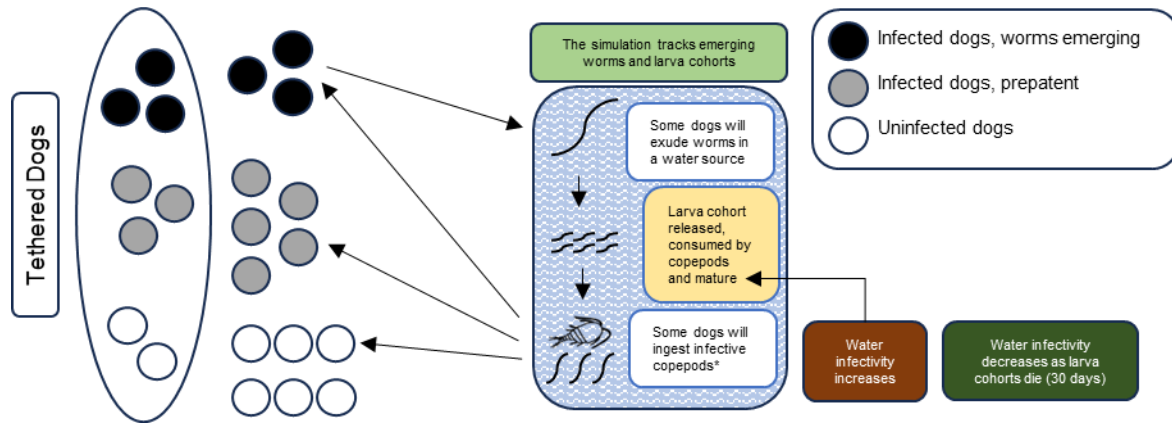 Tethered Dogs
The simulation tracks emerging
worms and larva cohorts
Some dogs will
exude worms in
a water source
Larva cohort
released,
consumed by
copepods
and mature
Some dogs will
ingest infective
copepods*
Water
infectivity
increases
Water infectivity
decreases as larva
cohorts die (30 days)
Infected dogs, worms emerging
Infected dogs, prepatent
Uninfected dogs